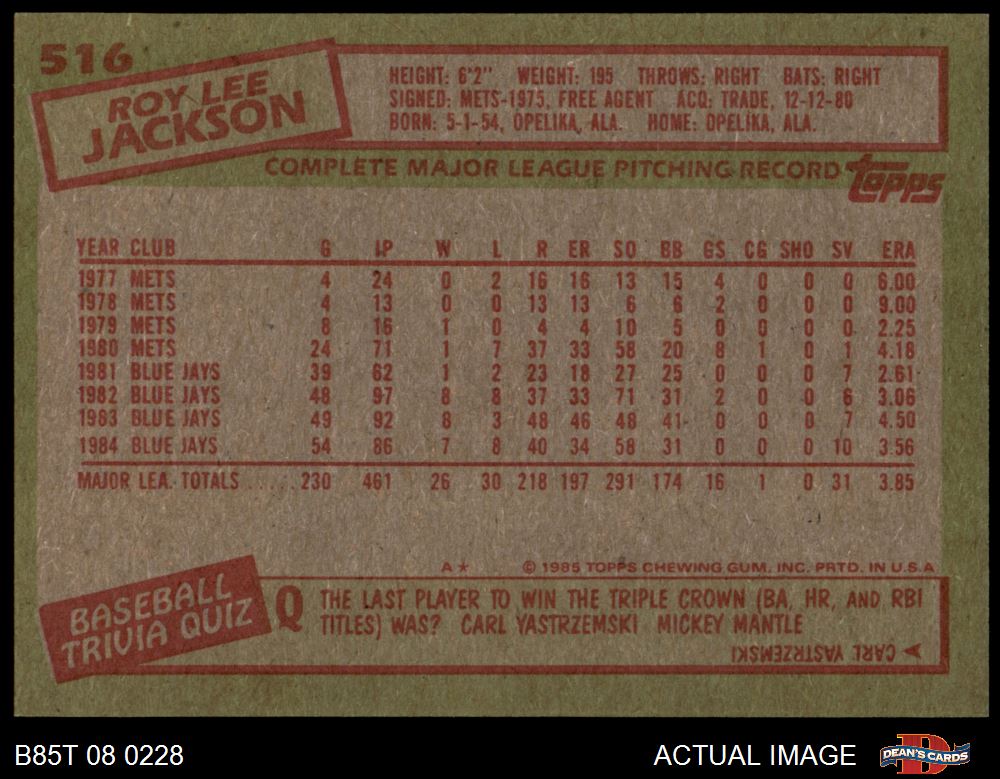 516
ROY LEE
JACKSON
HEIGHT: 6'2" WEIGHT: 195 THROWS: RIGHT BATS: RIGHT
SIGNED: METS-1975, FREE AGENT ACQ: TRADE, 12-12-80
BORN: 5-1-54, OPELIKA, ALA. HOME: OPELIKA, ALA.
COMPLETE MAJOR LEAGUE PITCHING RECORD topps
YEAR CLUB G IP W L R ER SO BB GS CG SHO SV ERA
1977 METS 4 24 0 2 16 16 13 15 4 0 0 0 6.00
1978 METS 4 13 0 0 13 13 6 6 2 0 0 0 9.00
1979 METS 8 16 1 0 4 4 10 5 0 0 0 0 2.25
1980 METS 24 71 1 7 37 33 58 20 8 1 0 1 4.18
1981 BLUE JAYS 39 62 1 2 23 18 27 25 0 0 0 7 2.61
1982 BLUE JAYS 48 97 8 8 37 33 71 31 2 0 0 6 3.06
1983 BLUE JAYS 49 92 8 3 48 46 48 41 0 0 0 7 4.50
1984 BLUE JAYS 54 86 7 8 40 34 58 31 0 0 0 10 3.56
MAJOR LEA. TOTALS ..... 230 461 26 30 218 197 291 174 16 1 0 31 3.85
A* © 1985 TOPPS CHEWING GUM, INC. PRTD. IN U.S.A
BASEBALL
TRIVIA QUIZ
Q THE LAST PLAYER TO WIN THE TRIPLE CROWN (BA, HR, AND RBI
TITLES) WAS? CARL YASTRZEMSKI MICKEY MANTLE
CARL YASTRZEMSKI
B85T 08 0228 ACTUAL IMAGE D DEAN'S CARDS